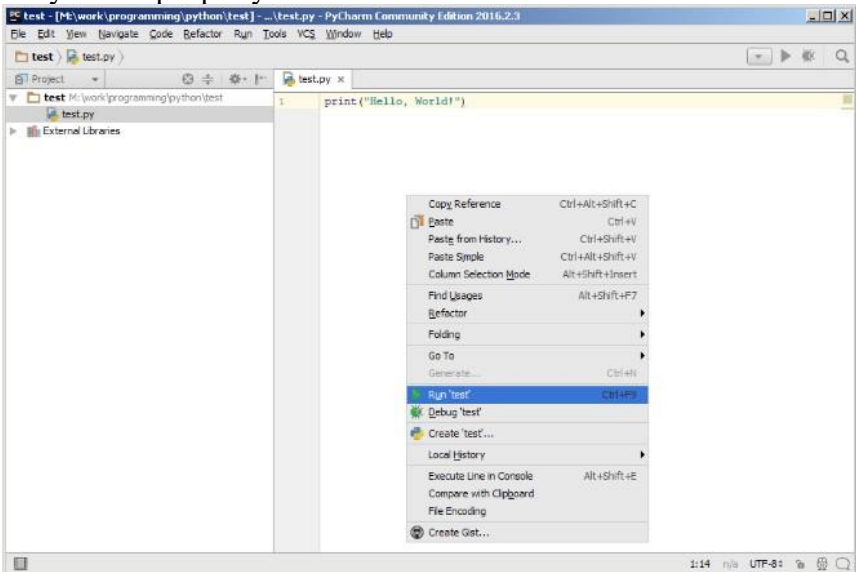 test - [M:\work\programming\python\test] - ...\test.py - PyCharm Community Edition 2016.2.3
File Edit View Navigate Code Refactor Run Tools VCS Window Help
test test.py
Project
test.py ×
test M:\work\programming\python\test
test.py
External Libraries
1 print("Hello, World!")
Copy Reference Ctrl+Alt+Shift+C
Paste Ctrl+V
Paste from History... Ctrl+Shift+V
Paste Simple Ctrl+Alt+Shift+V
Column Selection Mode Alt+Shift+Insert
Find Usages Alt+Shift+F7
Refactor
Folding
Go To
Generate... Ctrl+N
Run 'test' Ctrl+F9
Debug 'test'
Create 'test'...
Local History
Execute Line in Console Alt+Shift+E
Compare with Clipboard
File Encoding
Create Gist...
1:14 n/a UTF-8